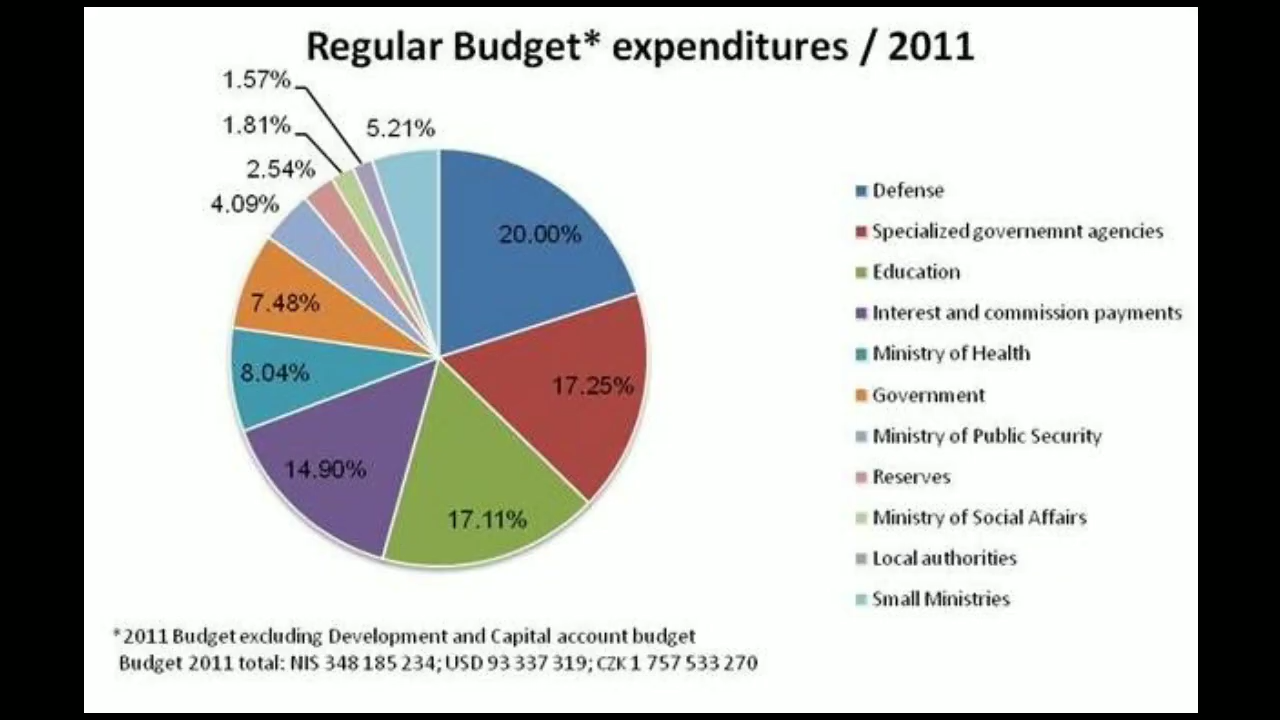 Regular Budget* expenditures / 2011
1.57%
1.81%
5.21%
2.54%
4.09%
20.00%
7.48%
8.04%
17.25%
14.90%
17.11%
Defense
Specialized governemnt agencies
Education
Interest and commission payments
Ministry of Health
Government
Ministry of Public Security
Reserves
Ministry of Social Affairs
Local authorities
Small Ministries
*2011 Budget excluding Development and Capital account budget
Budget 2011 total: NIS 348 185 234; USD 93 337 319; CZK 1 757 533 270